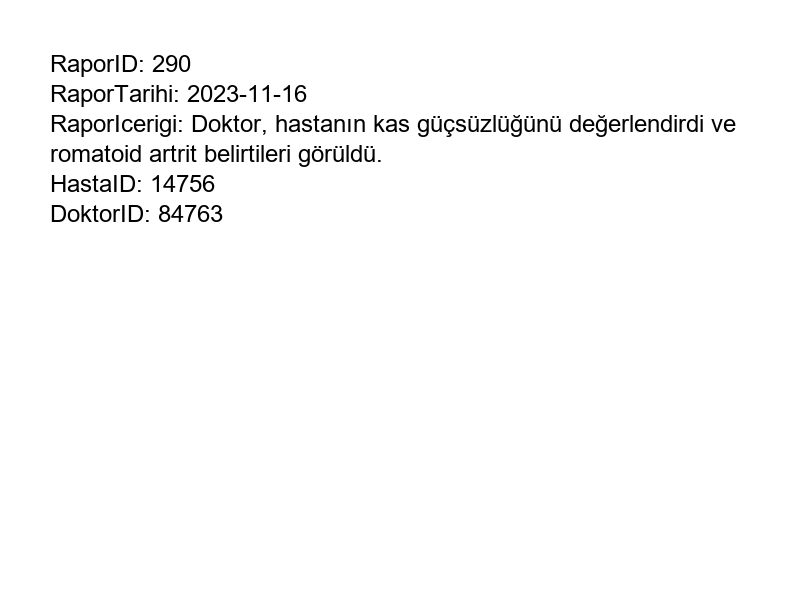 RaporID: 290
RaporTarihi: 2023-11-16
RaporIcerigi: Doktor, hastanın kas güçsüzlüğünü değerlendirdi ve
romatoid artrit belirtileri görüldü.
HastaID: 14756
DoktorID: 84763